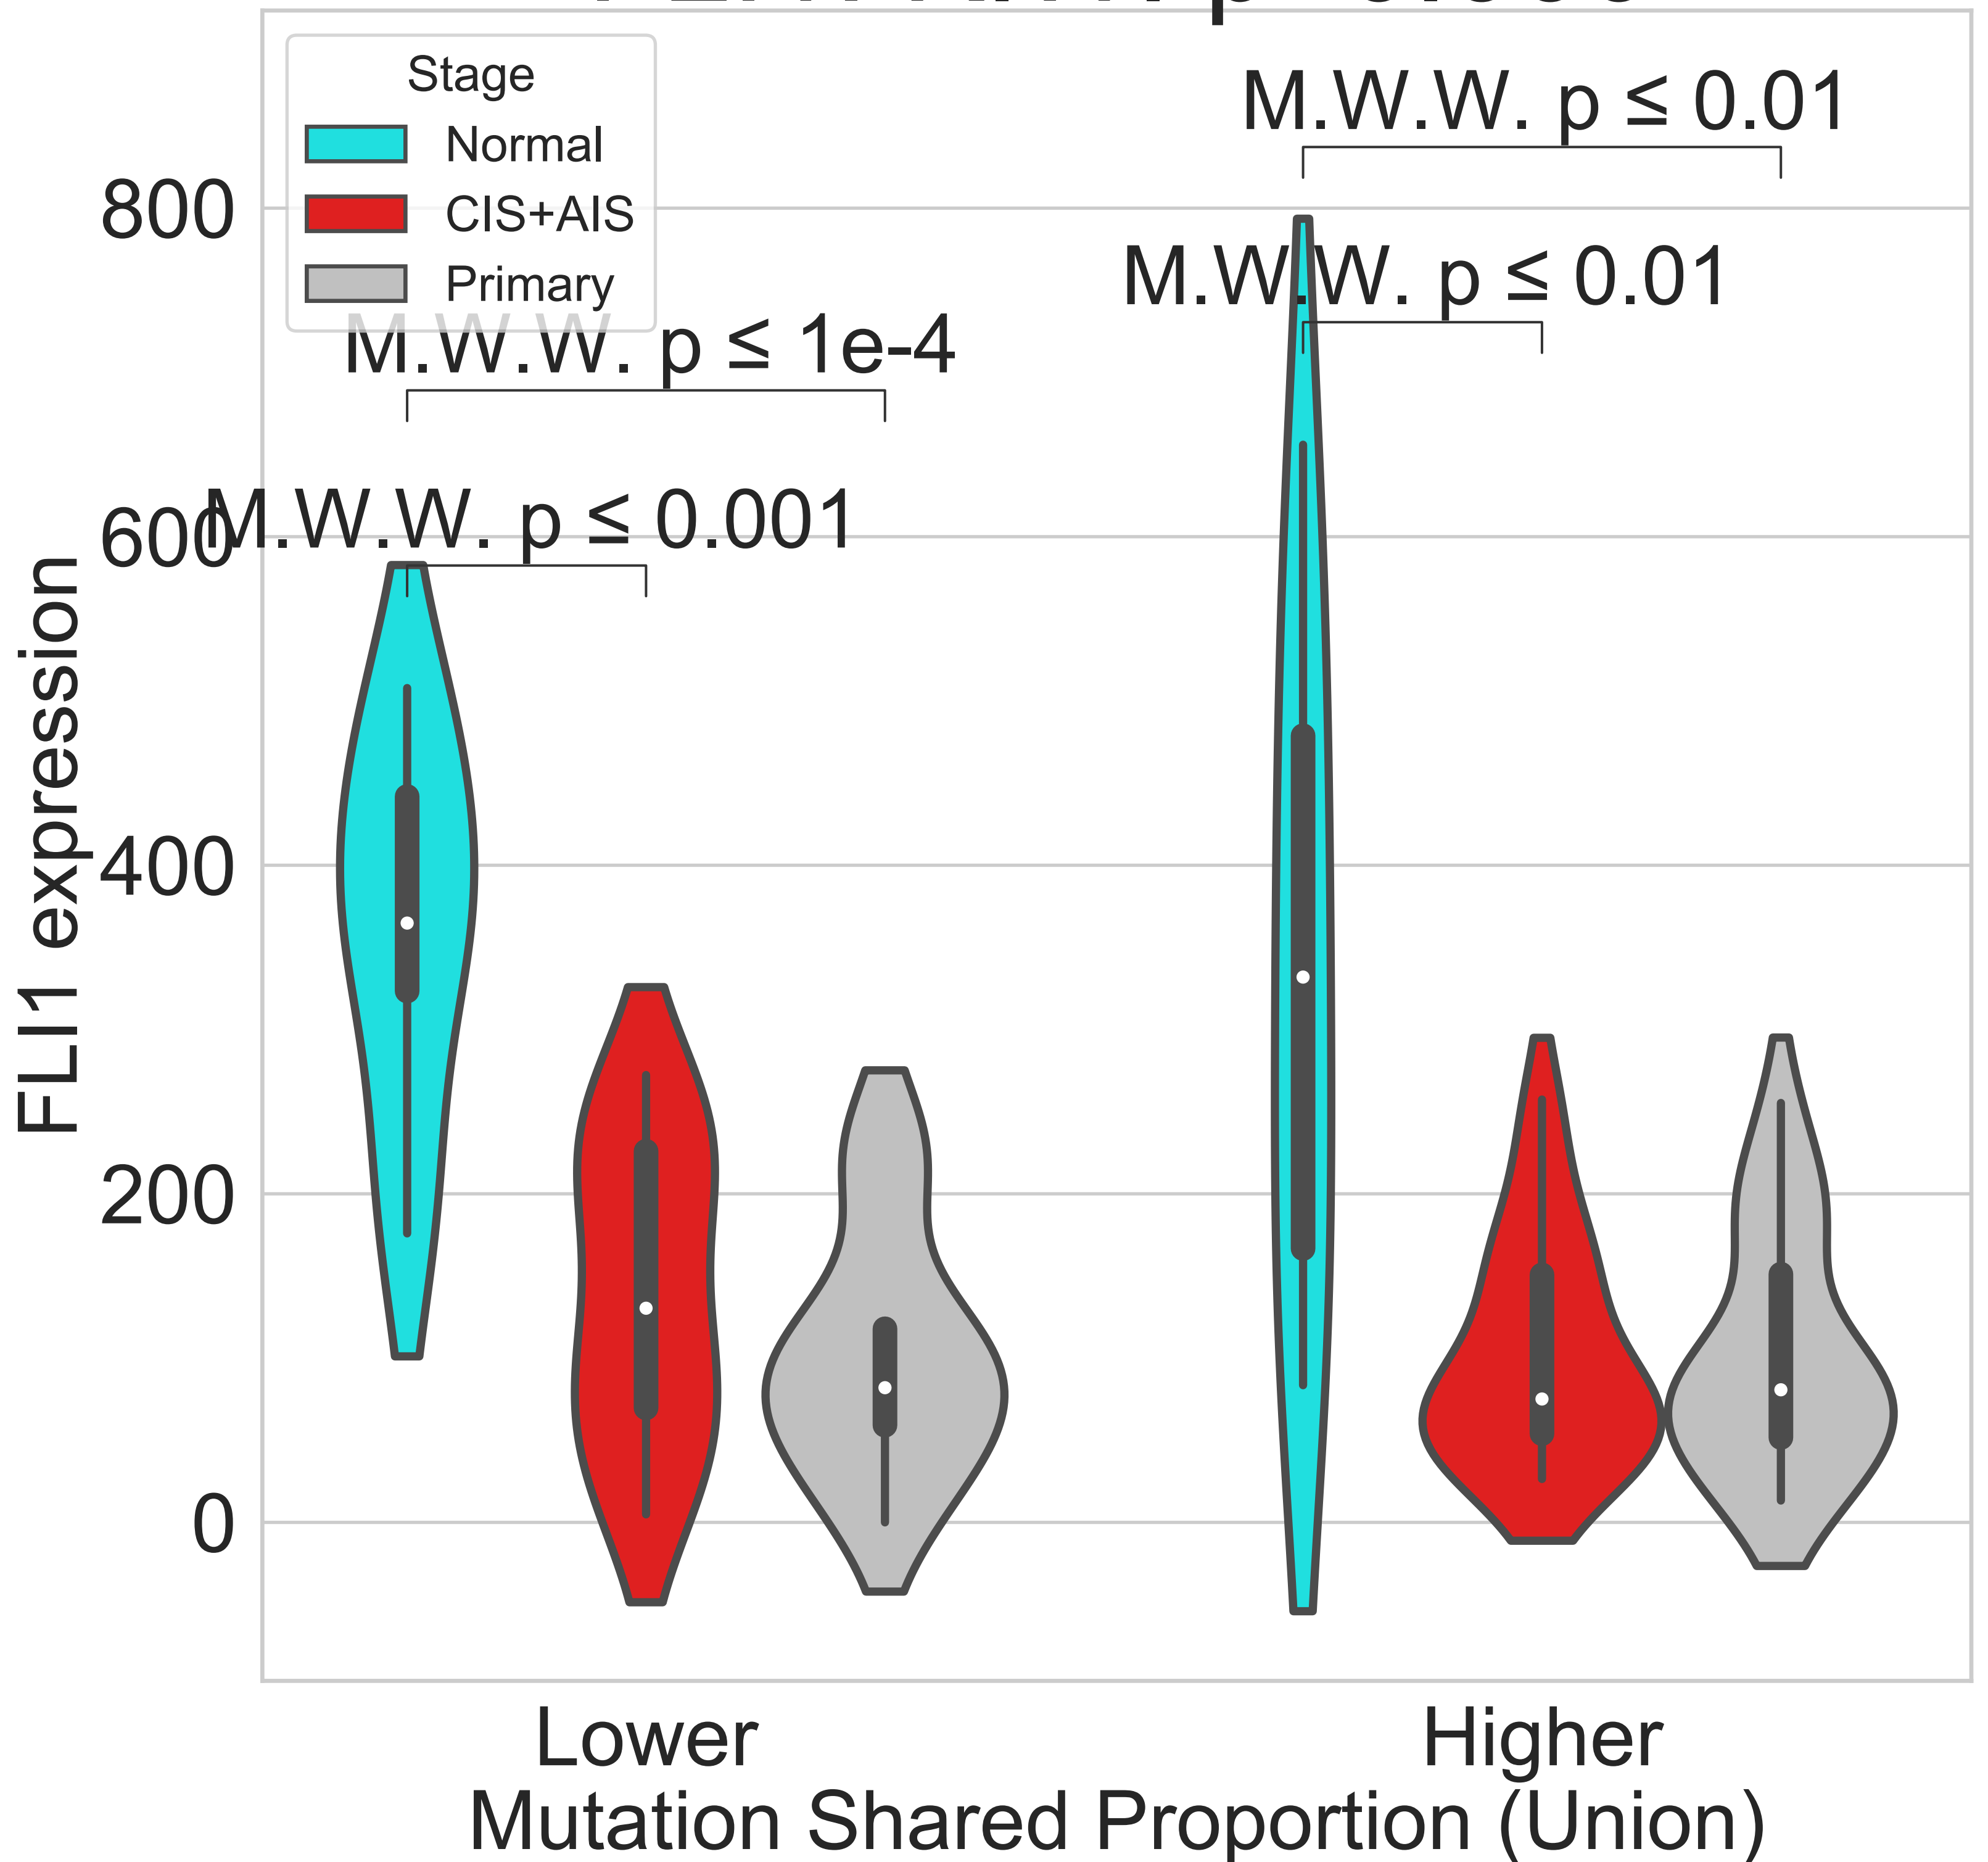 M.W.W. p ≤ 0.01
Stage
Normal
CIS+AIS
Primary
M.W.W. p ≤ 0.01
M.W.W. p ≤ 1e-4
M.W.W. p ≤ 0.001
800
600
400
200
0
FLI1 expression
Lower
Higher
Mutation Shared Proportion (Union)